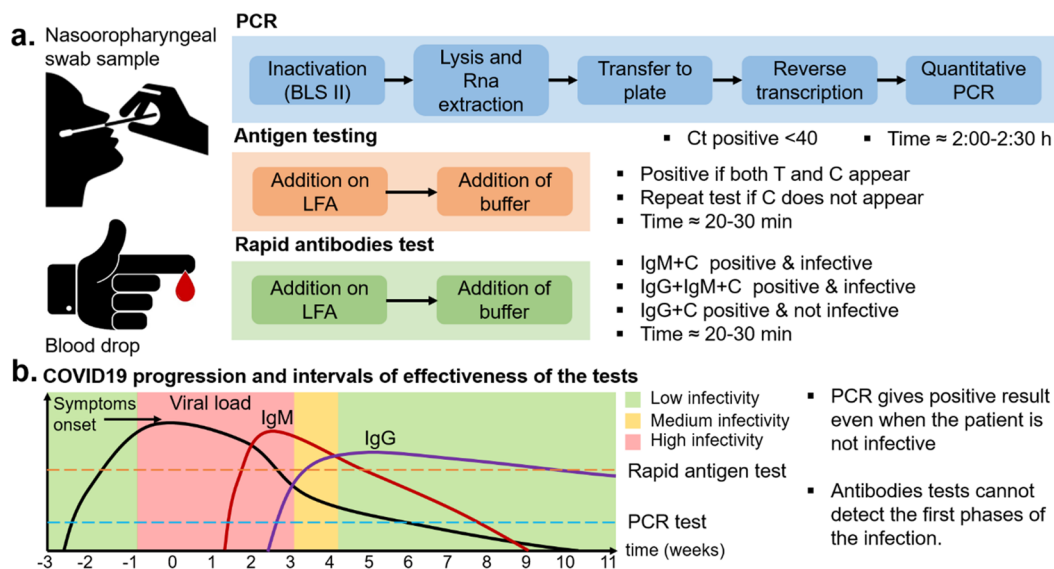 a.
Nasooropharyngeal
swab sample
PCR
Inactivation
(BLS II)
Lysis and
Rna
extraction
Transfer to
plate
Reverse
transcription
Quantitative
PCR
▪ Ct positive <40
▪ Time ≈ 2:00-2:30 h
Antigen testing
Addition on
LFA
Addition of
buffer
▪ Positive if both T and C appear
▪ Repeat test if C does not appear
▪ Time ≈ 20-30 min
Rapid antibodies test
Addition on
LFA
Addition of
buffer
▪ IgM+C positive & infective
▪ IgG+IgM+C positive & infective
▪ IgG+C positive & not infective
▪ Time ≈ 20-30 min
Blood drop
b.
COVID19 progression and intervals of effectiveness of the tests
Symptoms
onset
Viral load
IgM
IgG
Low infectivity
Medium infectivity
High infectivity
Rapid antigen test
PCR test
time (weeks)
-3 -2 -1 0 1 2 3 4 5 6 7 8 9 10 11
▪ PCR gives positive result
even when the patient is
not infective
▪ Antibodies tests cannot
detect the first phases of
the infection.